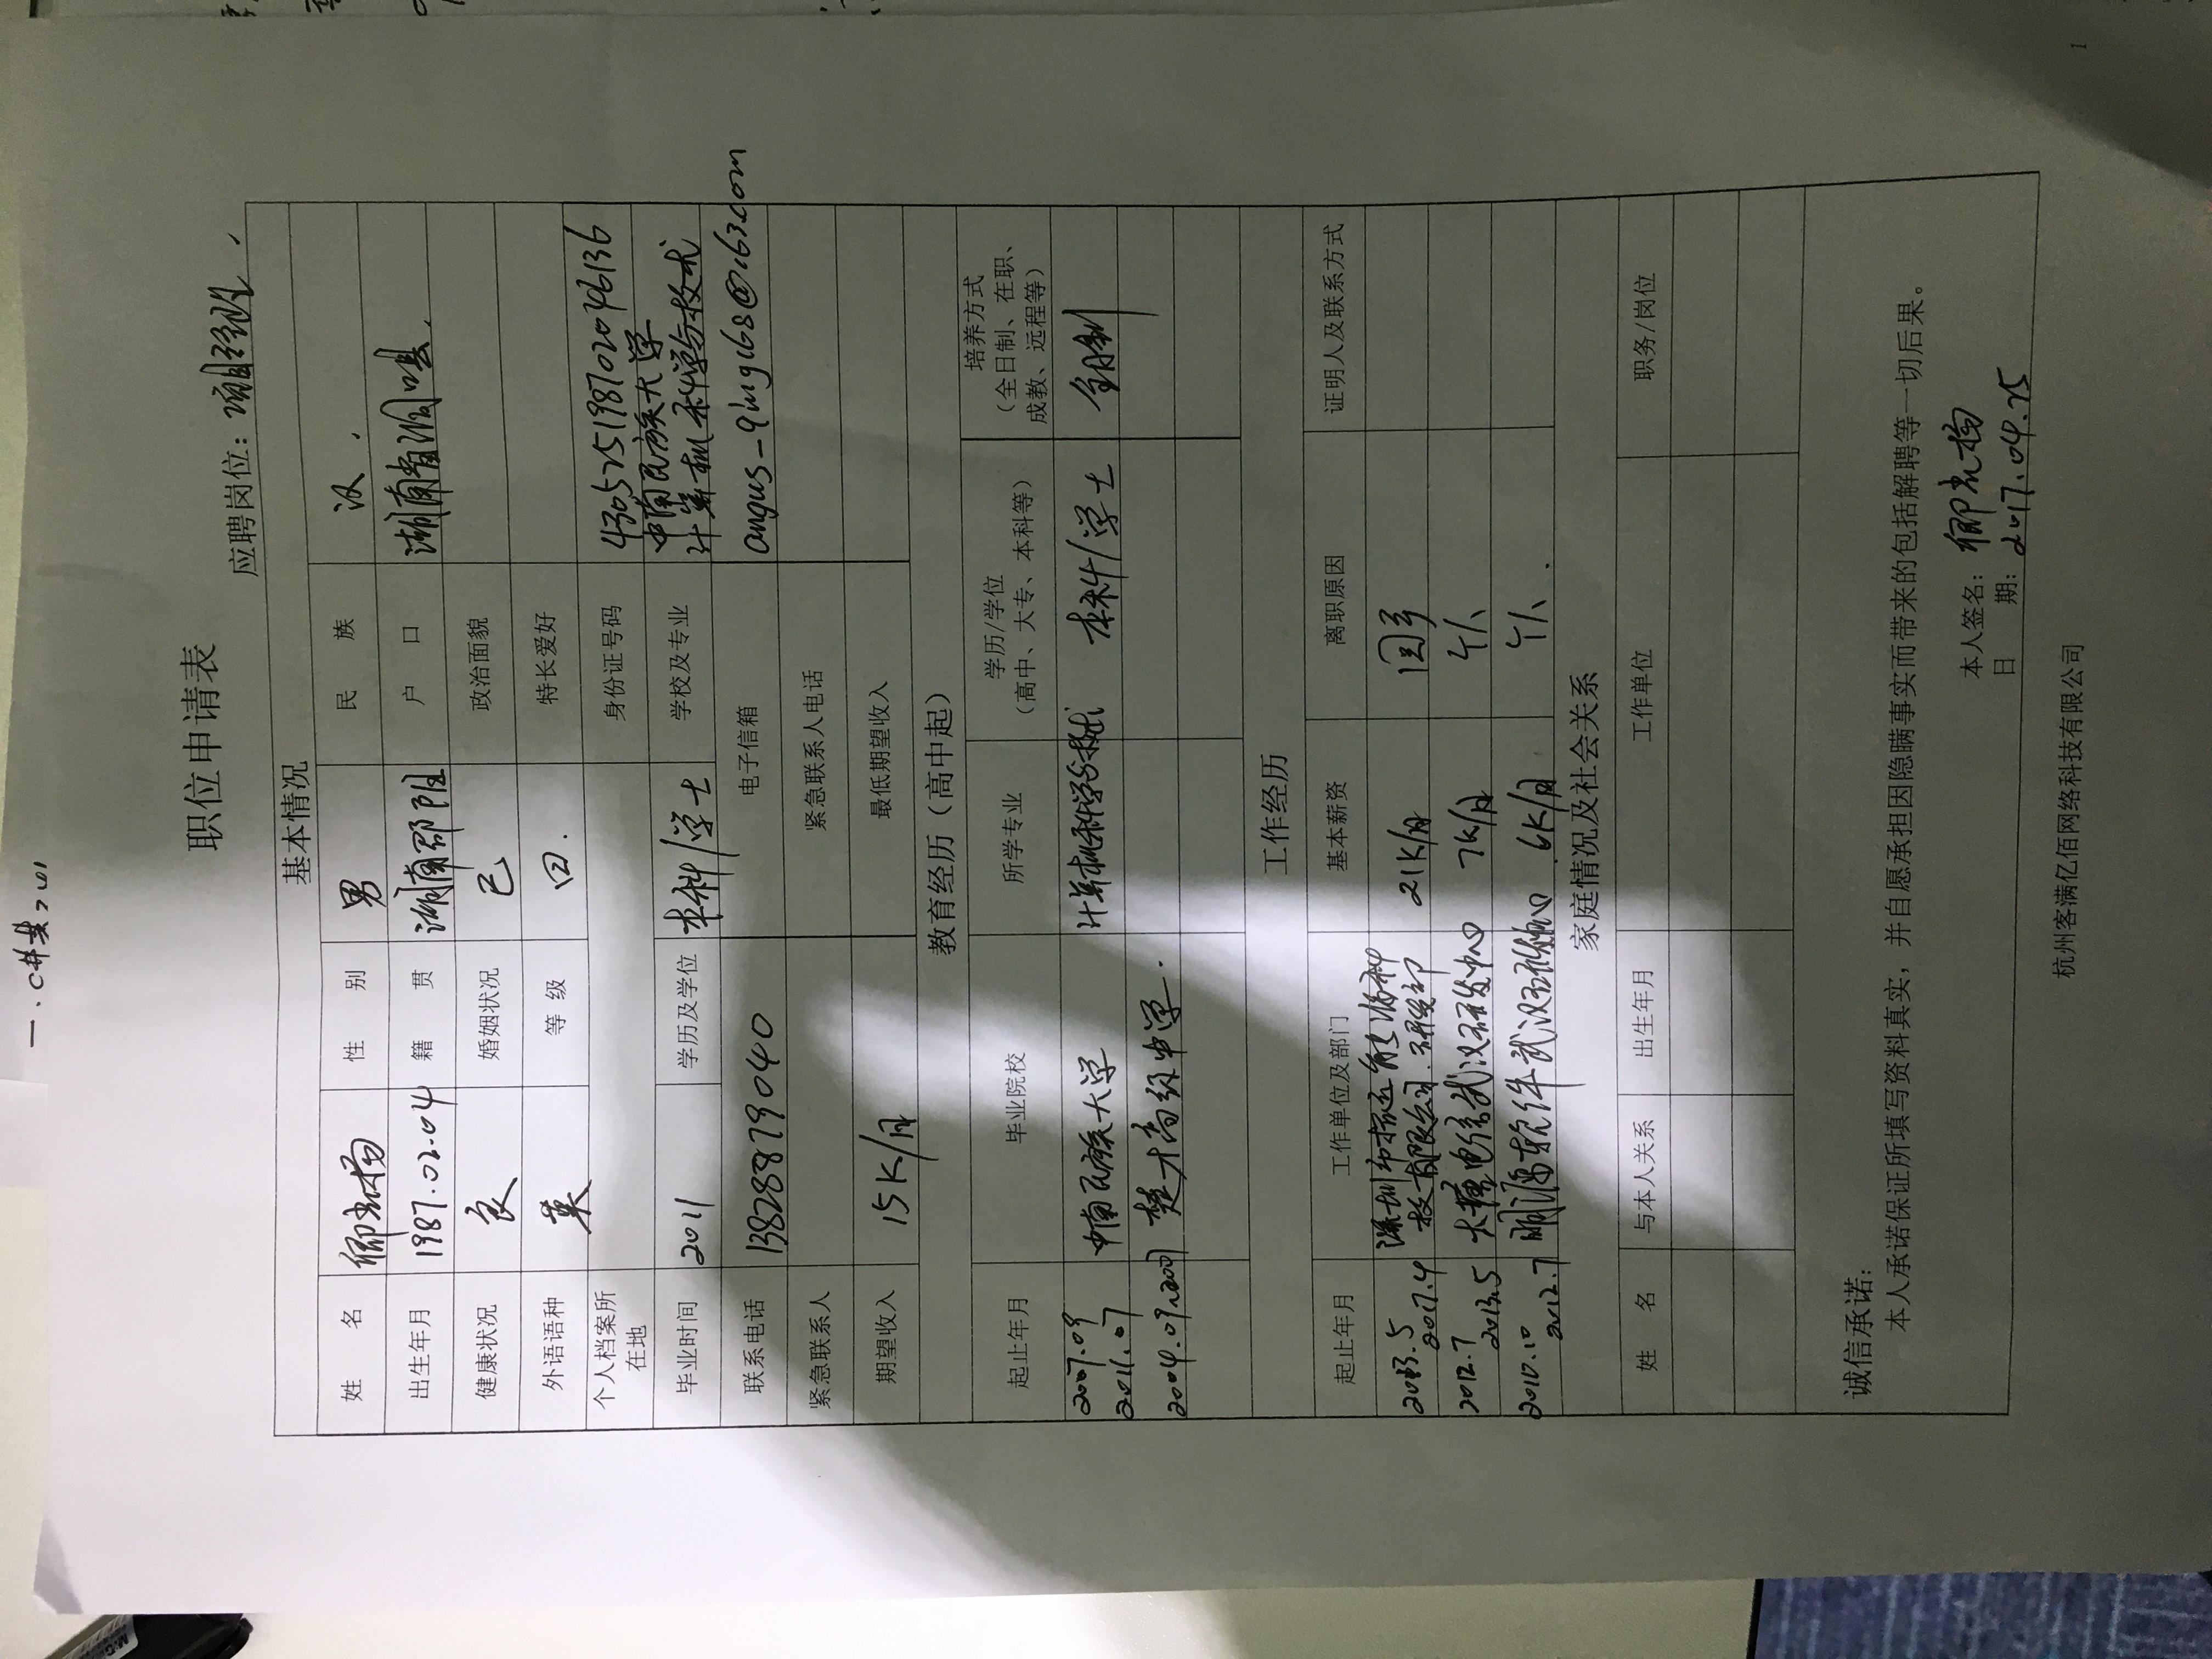 职位申请表
应聘岗位：项目经理
基本情况
姓 名 卿光扬 性 别 男 民 族 汉
出生年月 1987.02.04 籍 贯 湖南邵阳 户 口 湖南省洞口县
健康状况 良 婚姻状况 已 政治面貌
外语语种 英 等级 四 特长爱好
个人档案所在地 身份证号码 430525198702046136
毕业时间 2011 学历及学位 本科/学士 学校及专业 中南民族大学
计算机科学与技术
联系电话 13828879040 电子信箱 angus_qing168@163.com
紧急联系人 紧急联系人电话
期望收入 15K/月 最低期望收入
教育经历（高中起）
起止年月 毕业院校 所学专业 学历/学位（高中、大专、本科等） 培养方式（全日制、在职、成教、远程等）
2007.09
2011.07 中南民族大学 计算机科学与技术 本科/学士 全日制
2004.09~2007 楚才高级中学.
工作经历
起止年月 工作单位及部门 基本薪资 离职原因 证明人及联系方式
2013.5
2017.4 深圳市 能源科技有限公司.研发部 21K/月 回乡
2012.7
2013.5 大唐电信武汉研发中心 7K/月 个人
2010.10
2012.7 明源软件武汉研发中心 6K/月 个人
家庭情况及社会关系
姓 名 与本人关系 出生年月 工作单位 职务/岗位
诚信承诺：
本人承诺保证所填写资料真实，并自愿承担因隐瞒事实而带来的包括解聘等一切后果。
本人签名：卿光扬
日 期：2017.04.25
杭州客满亿佰网络科技有限公司
1